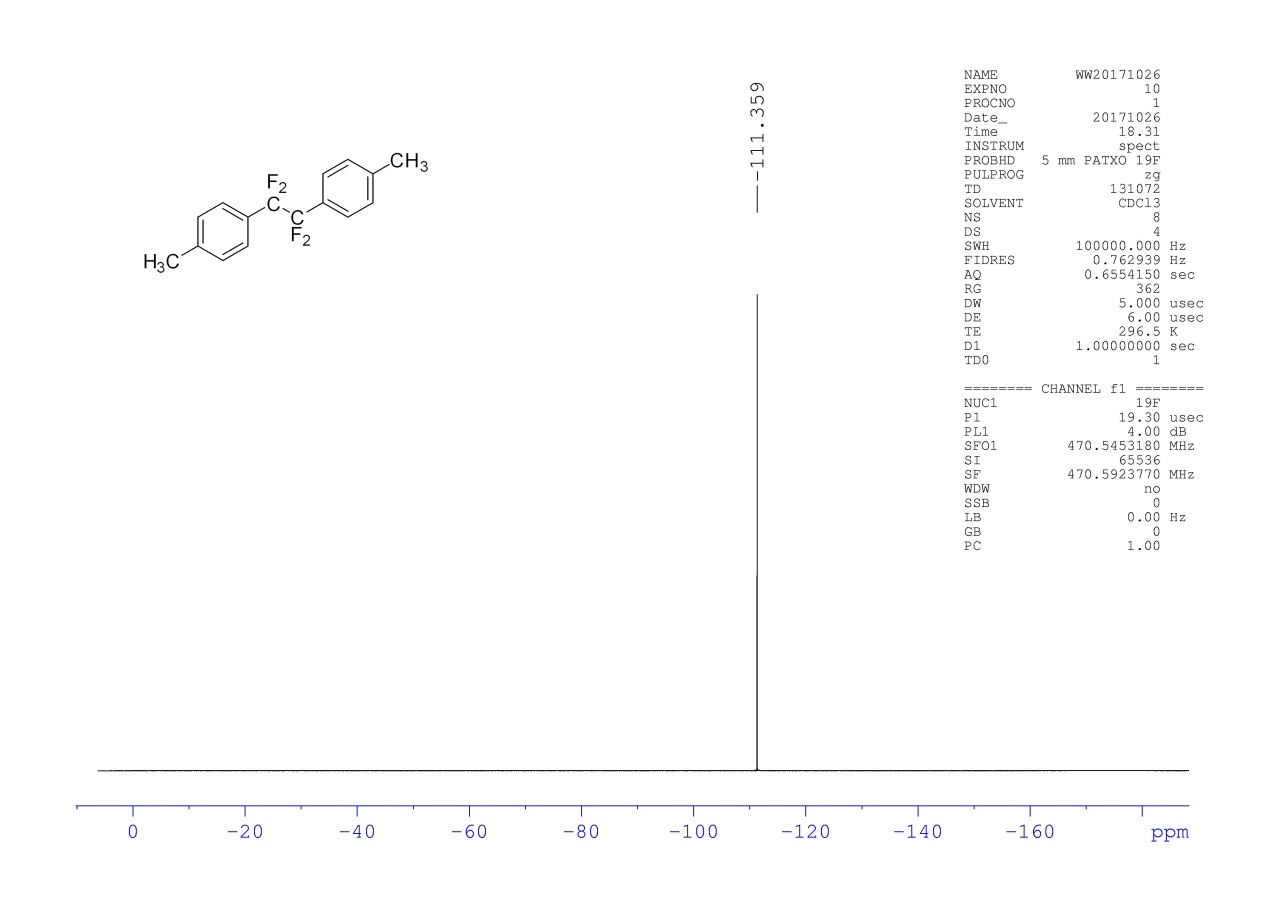 -111.359
CH3
F2
C
C
F2
H3C
NAME WW20171026
EXPNO 10
PROCNO 1
Date_ 20171026
Time 18.31
INSTRUM spect
PROBHD 5 mm PATXO 19F
PULPROG zg
TD 131072
SOLVENT CDCl3
NS 8
DS 4
SWH 100000.000 Hz
FIDRES 0.762939 Hz
AQ 0.6554150 sec
RG 362
DW 5.000 usec
DE 6.00 usec
TE 296.5 K
D1 1.00000000 sec
TD0 1
======== CHANNEL f1 ========
NUC1 19F
P1 19.30 usec
PL1 4.00 dB
SFO1 470.5453180 MHz
SI 65536
SF 470.5923770 MHz
WDW no
SSB 0
LB 0.00 Hz
GB 0
PC 1.00
0 -20 -40 -60 -80 -100 -120 -140 -160 ppm